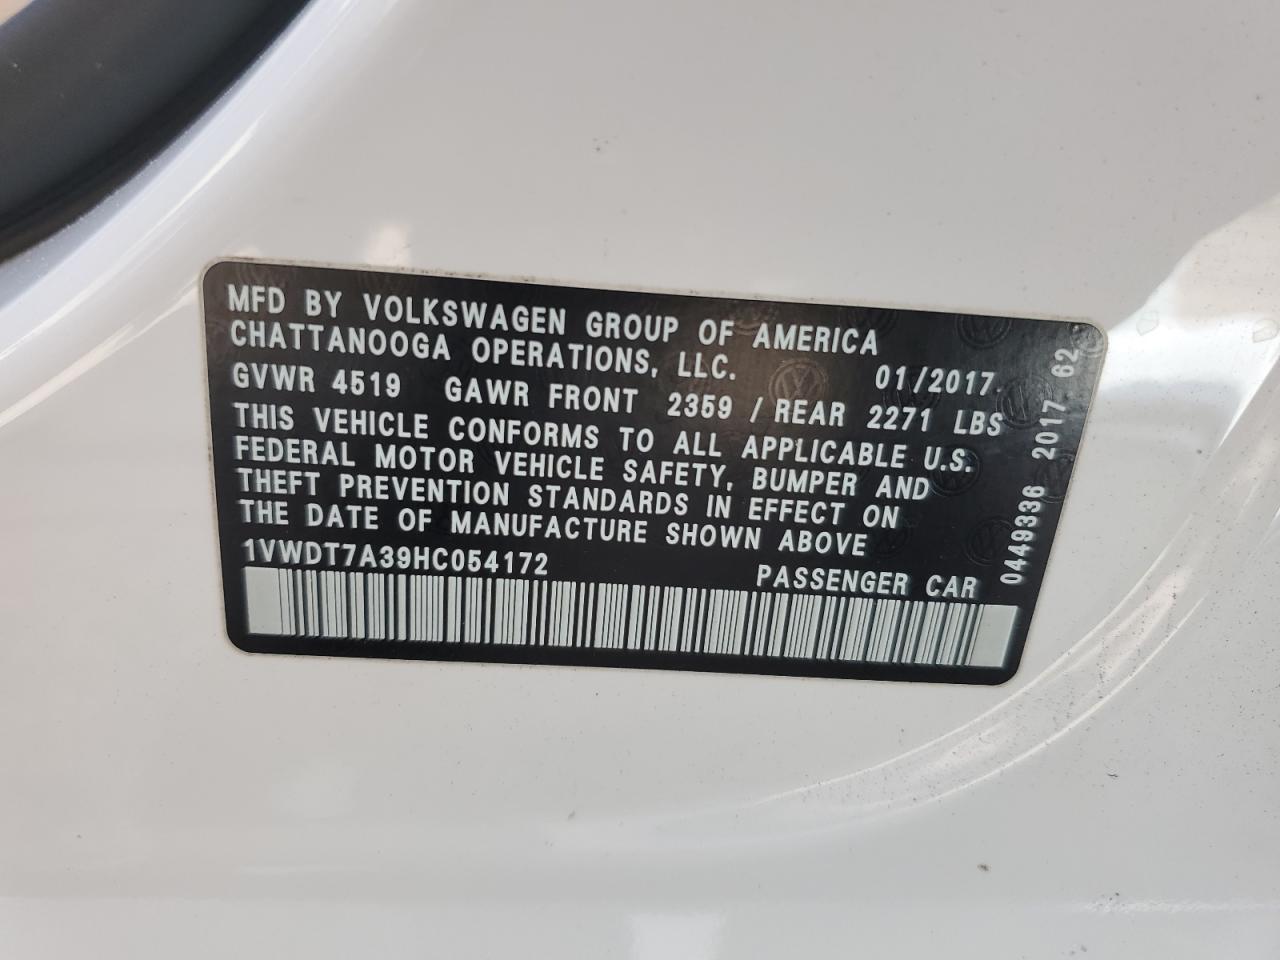 MFD BY VOLKSWAGEN GROUP OF AMERICA
CHATTANOOGA OPERATIONS, LLC. 01/2017
GVWR 4519 GAWR FRONT 2359 / REAR 2271 LBS
THIS VEHICLE CONFORMS TO ALL APPLICABLE U.S.
FEDERAL MOTOR VEHICLE SAFETY, BUMPER AND
THEFT PREVENTION STANDARDS IN EFFECT ON
THE DATE OF MANUFACTURE SHOWN ABOVE
1VWDT7A39HC054172 PASSENGER CAR
0449336 2017 62